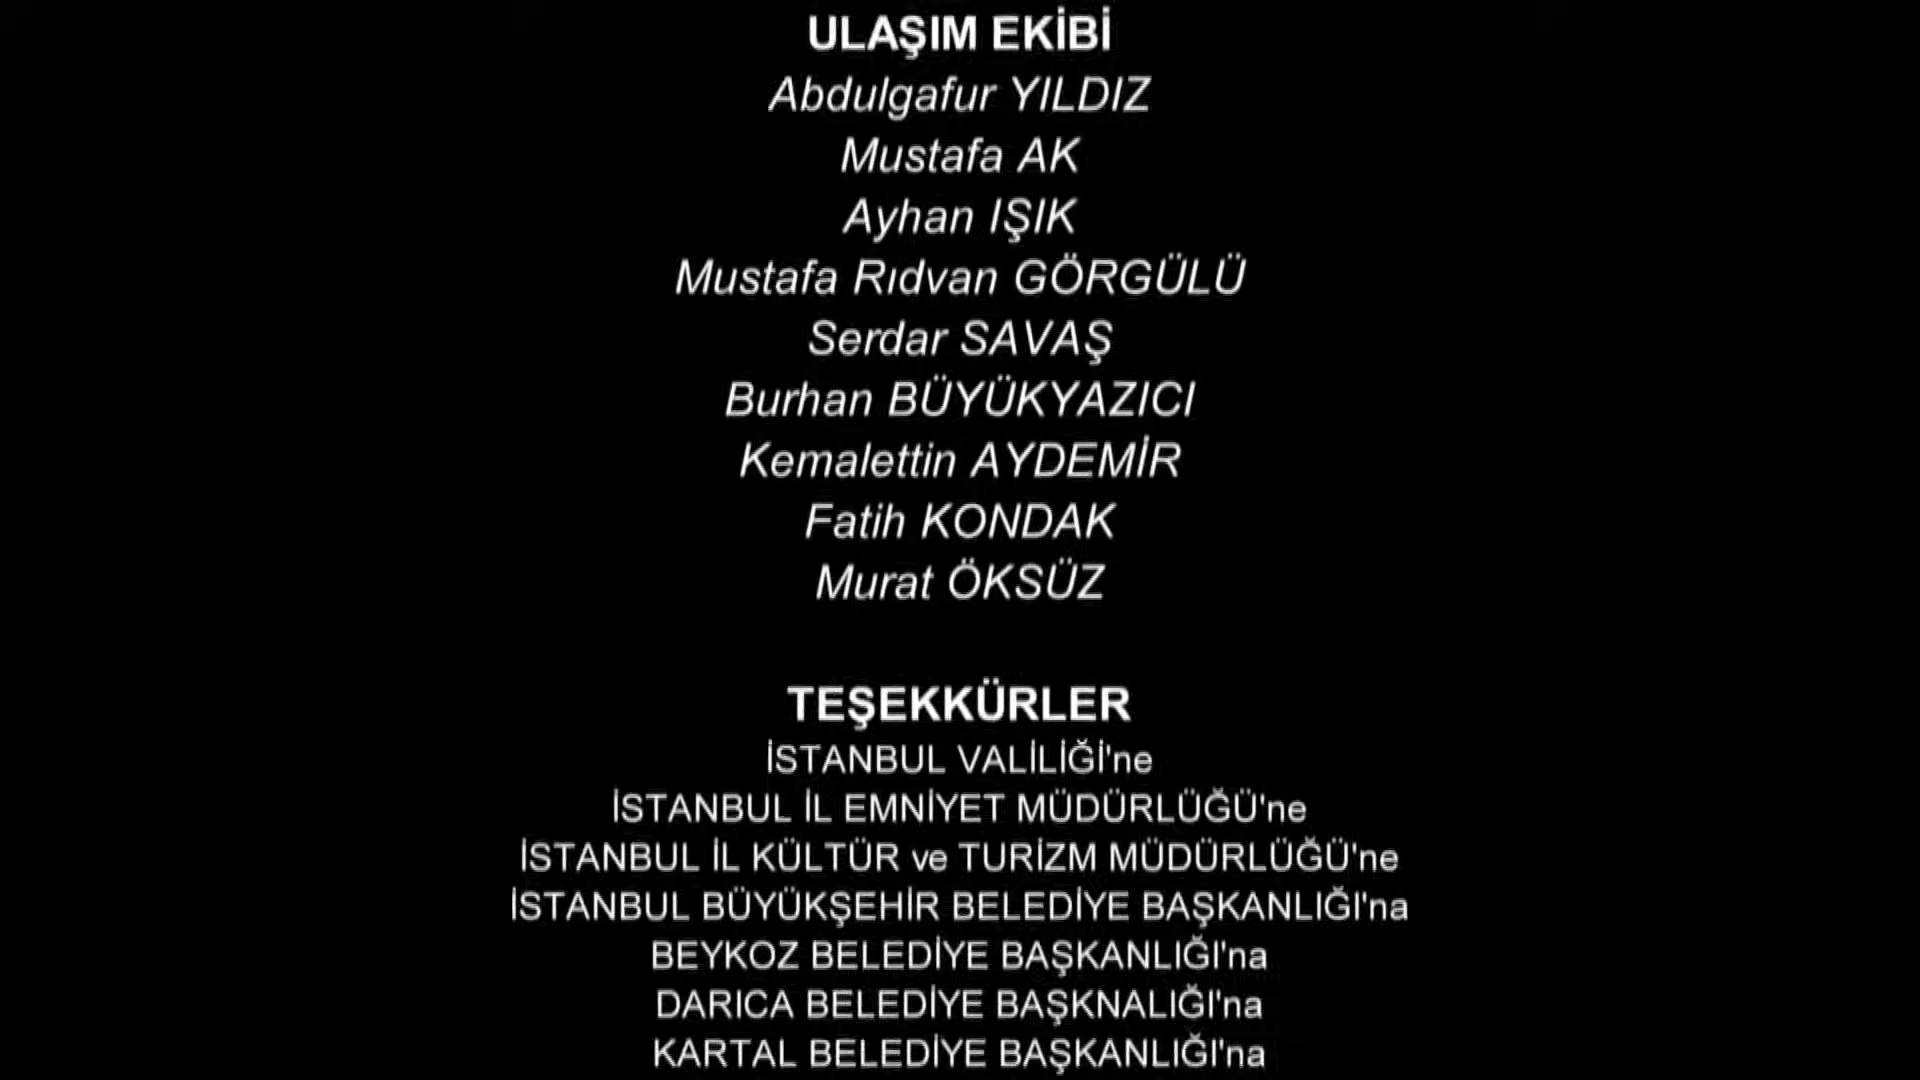 ULAŞIM EKİBİ
Abdulgafur YILDIZ
Mustafa AK
Ayhan IŞIK
Mustafa Rıdvan GÖRGÜLÜ
Serdar SAVAŞ
Burhan BÜYÜKYAZICI
Kemalettin AYDEMİR
Fatih KONDAK
Murat ÖKSÜZ
TEŞEKKÜRLER
İSTANBUL VALİLİĞİ'ne
İSTANBUL İL EMNİYET MÜDÜRLÜĞÜ'ne
İSTANBUL İL KÜLTÜR ve TURİZM MÜDÜRLÜĞÜ'ne
İSTANBUL BÜYÜKŞEHİR BELEDİYE BAŞKANLIĞI'na
BEYKOZ BELEDİYE BAŞKANLIĞI'na
DARICA BELEDİYE BAŞKNALIĞI'na
KARTAL BELEDİYE BAŞKANLIĞI'na